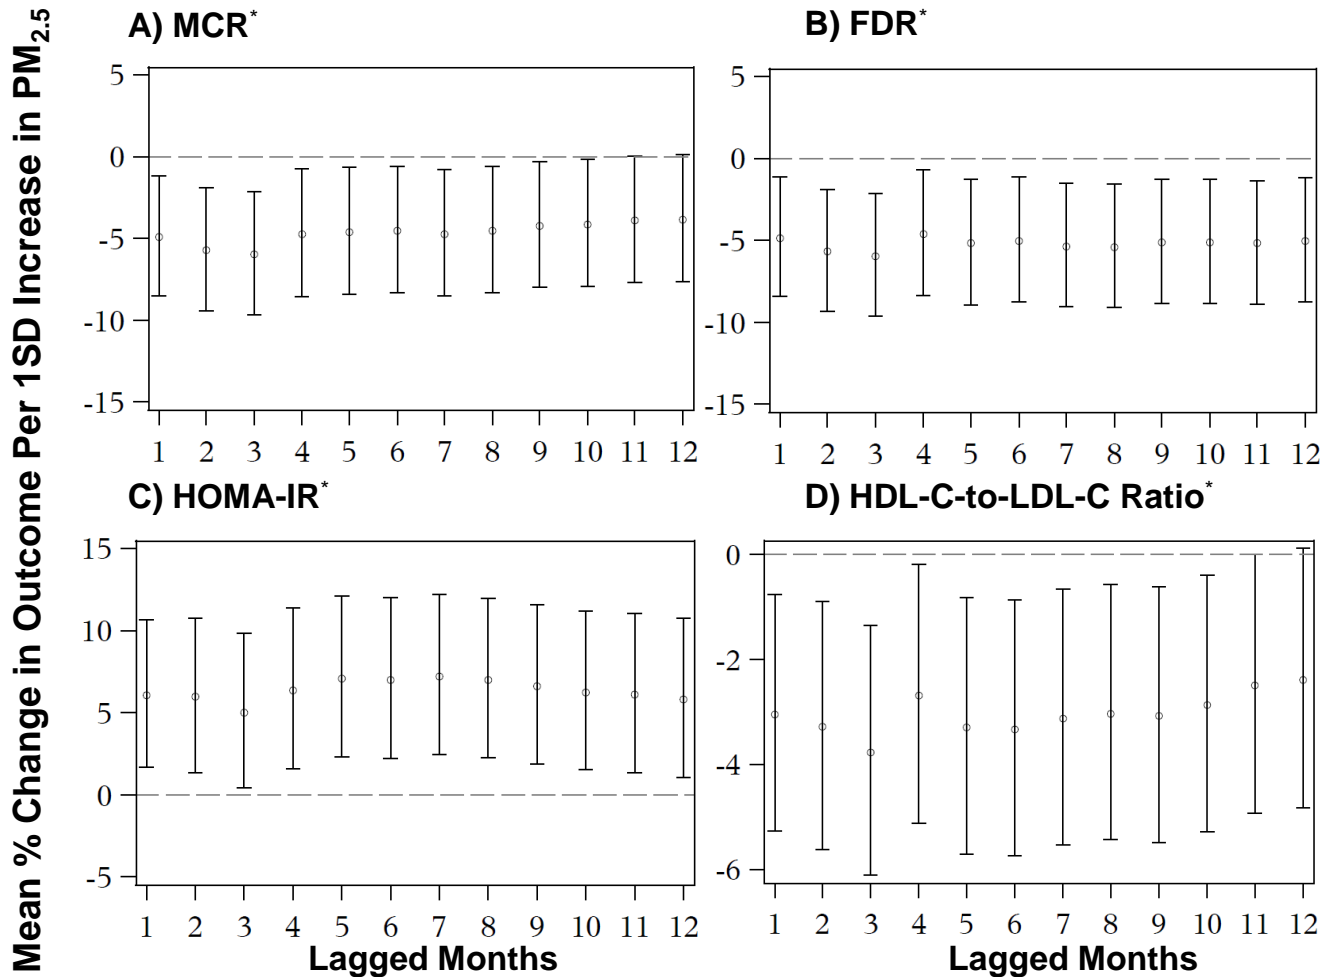 Mean % Change in Outcome Per 1SD Increase in PM2.5
A) MCR*
5
0
-5
-10
-15
1 2 3 4 5 6 7 8 9 10 11 12
B) FDR*
5
0
-5
-10
-15
1 2 3 4 5 6 7 8 9 10 11 12
C) HOMA-IR*
15
10
5
0
-5
1 2 3 4 5 6 7 8 9 10 11 12
Lagged Months
D) HDL-C-to-LDL-C Ratio*
0
-2
-4
-6
1 2 3 4 5 6 7 8 9 10 11 12
Lagged Months